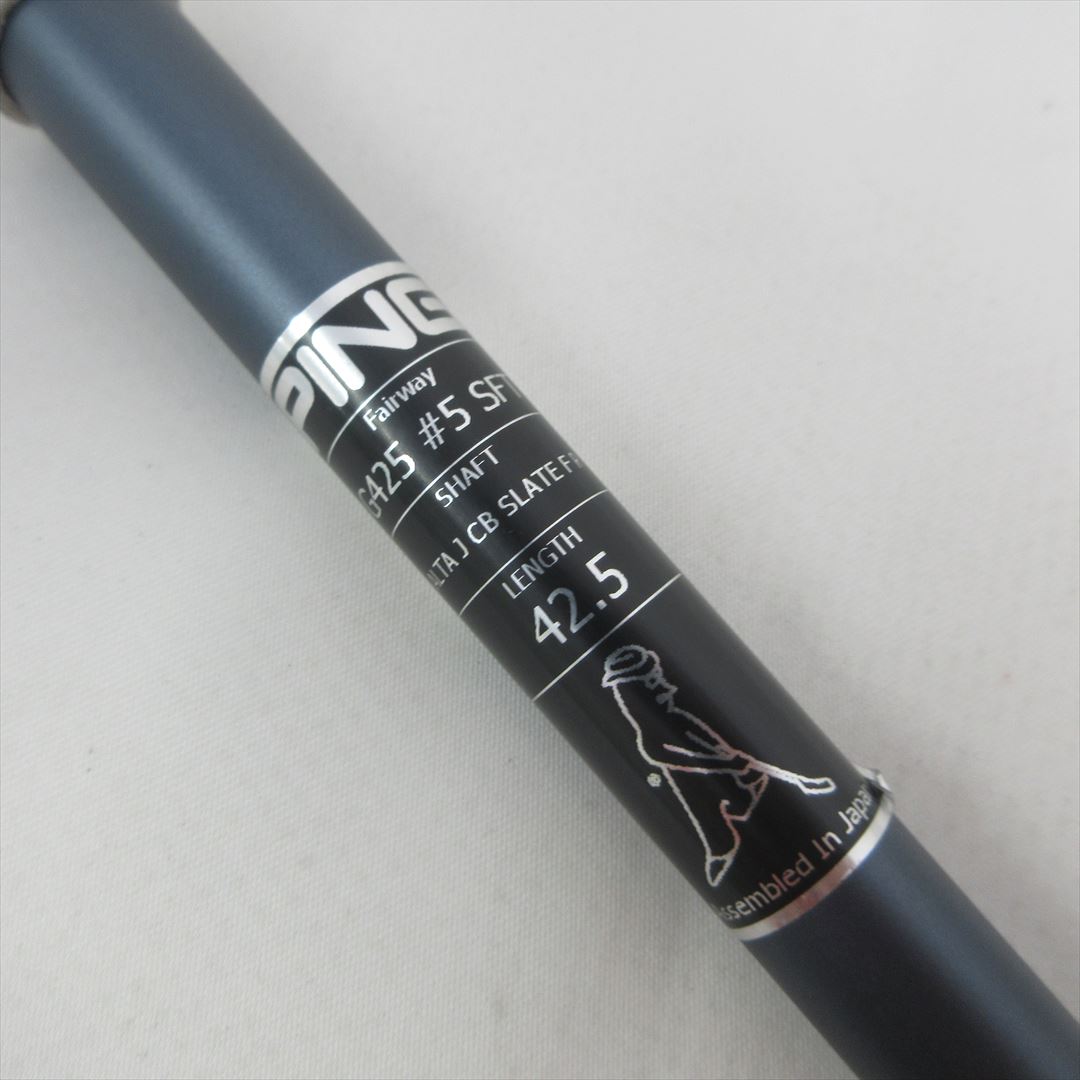 PING
Fairway
G425 #5 SFT
SHAFT
ALTA J CB SLATE F
LENGTH
42.5
Assembled In Japan